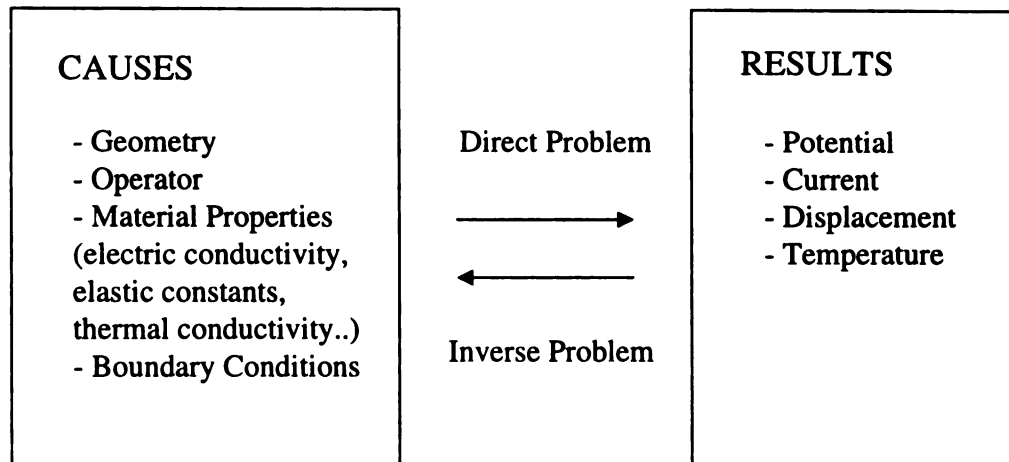 CAUSES
- Geometry
- Operator
- Material Properties
(electric conductivity,
elastic constants,
thermal conductivity..)
- Boundary Conditions
Direct Problem
Inverse Problem
RESULTS
- Potential
- Current
- Displacement
- Temperature